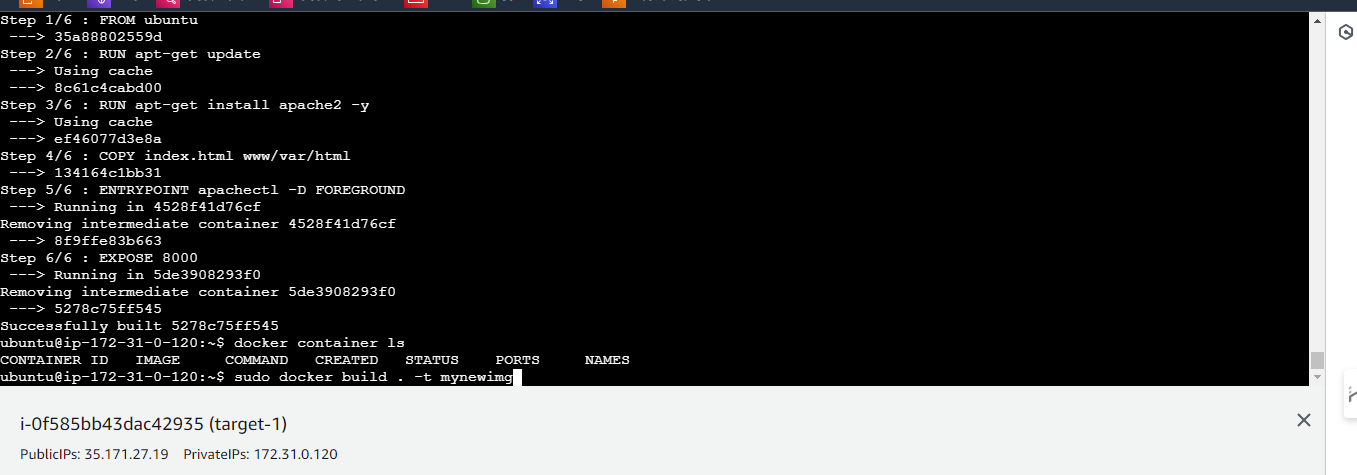 Step 1/6 : FROM ubuntu
 ---> 35a88802559d
Step 2/6 : RUN apt-get update
 ---> Using cache
 ---> 8c61c4cabd00
Step 3/6 : RUN apt-get install apache2 -y
 ---> Using cache
 ---> ef46077d3e8a
Step 4/6 : COPY index.html www/var/html
 ---> 134164c1bb31
Step 5/6 : ENTRYPOINT apachectl -D FOREGROUND
 ---> Running in 4528f41d76cf
Removing intermediate container 4528f41d76cf
 ---> 8f9ffe83b663
Step 6/6 : EXPOSE 8000
 ---> Running in 5de3908293f0
Removing intermediate container 5de3908293f0
 ---> 5278c75ff545
Successfully built 5278c75ff545
ubuntu@ip-172-31-0-120:~$ docker container ls
CONTAINER ID   IMAGE     COMMAND   CREATED   STATUS    PORTS     NAMES
ubuntu@ip-172-31-0-120:~$ sudo docker build . -t mynewimg
i-0f585bb43dac42935 (target-1)
PublicIPs: 35.171.27.19 PrivateIPs: 172.31.0.120